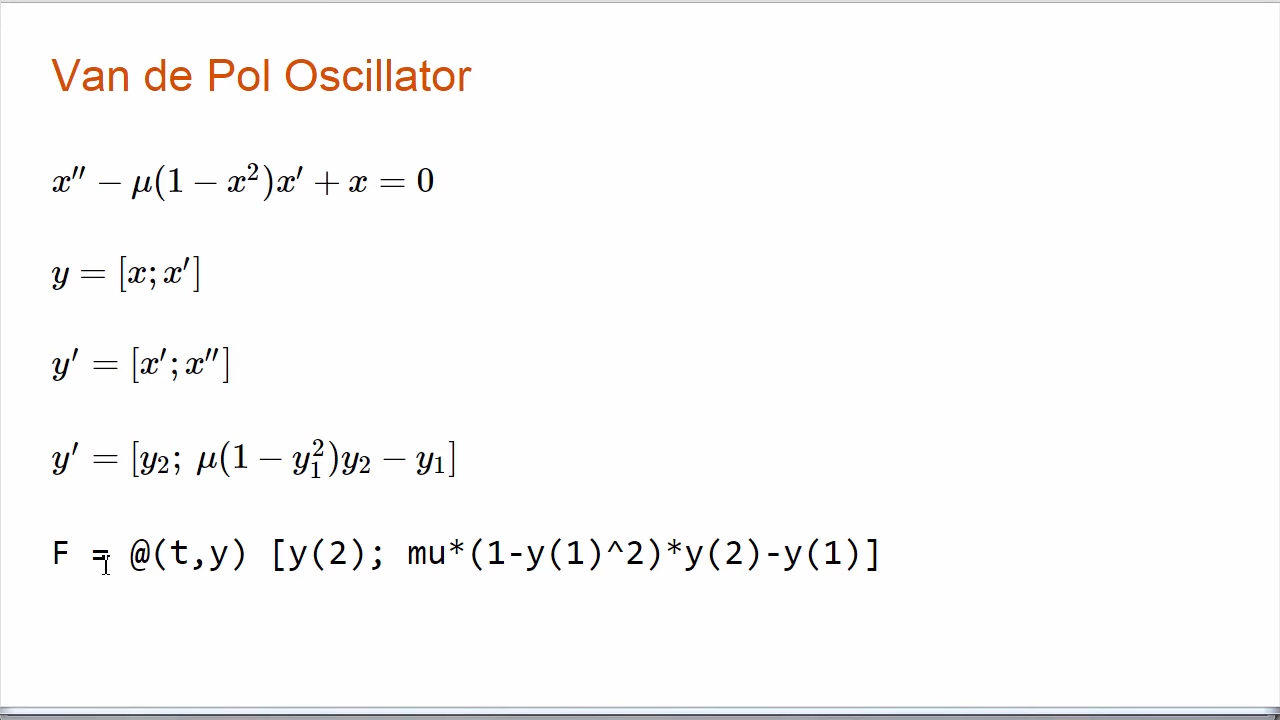 Van de Pol Oscillator
x″ − μ(1 − x²)x′ + x = 0
y = [x; x′]
y′ = [x′; x″]
y′ = [y₂; μ(1 − y₁²)y₂ − y₁]
F = @(t,y) [y(2); mu*(1-y(1)^2)*y(2)-y(1)]